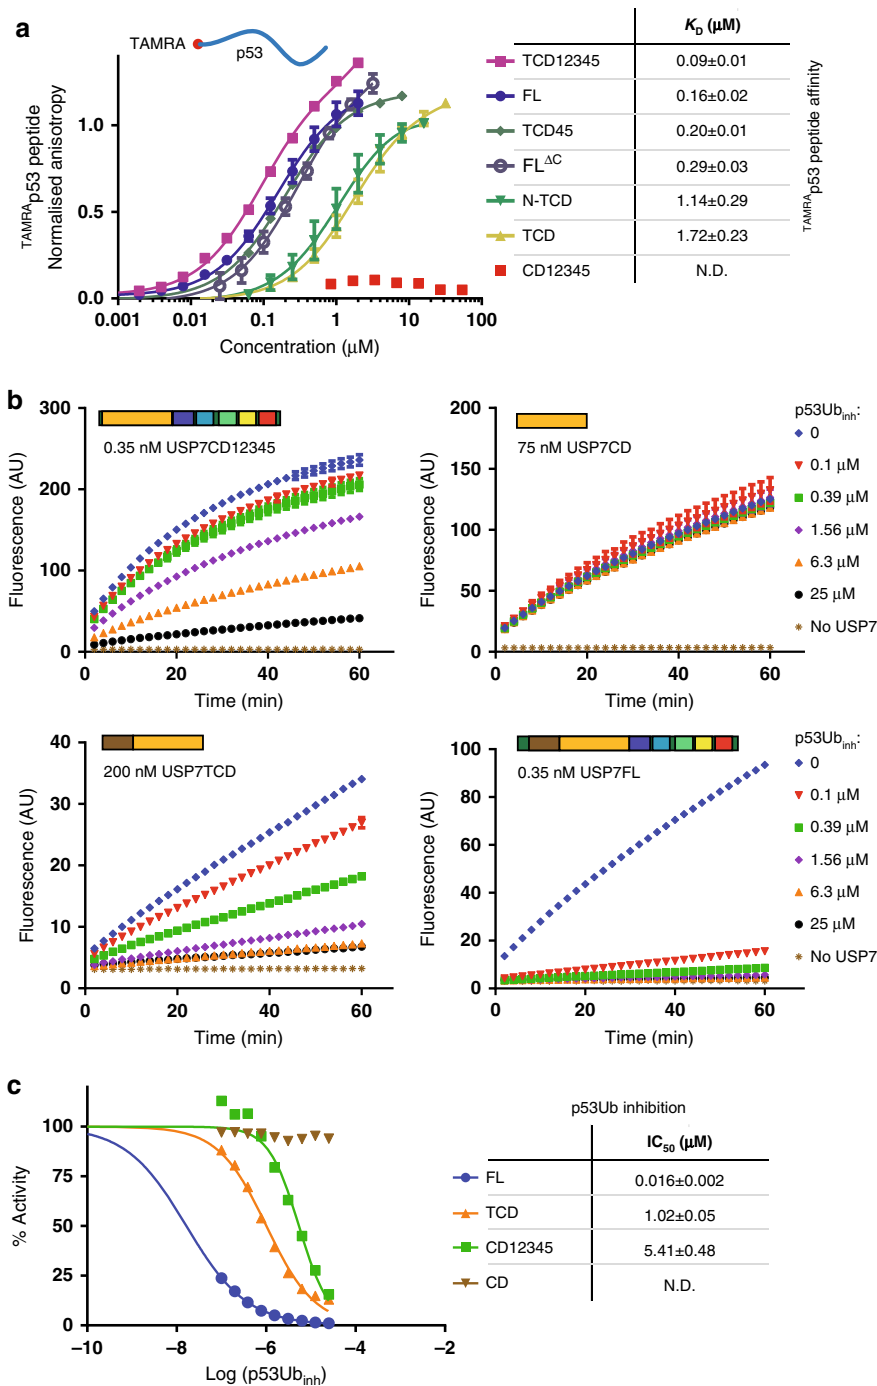 a
TAMRA
p53
TAMRAp53 peptide
Normalised anisotropy
1.0
0.5
0.0
0.001
0.01
0.1
1
10
100
Concentration (µM)
KD (µM)
TCD12345 0.09±0.01
FL 0.16±0.02
TCD45 0.20±0.01
FLΔC 0.29±0.03
N-TCD 1.14±0.29
TCD 1.72±0.23
CD12345 N.D.
TAMRAp53 peptide affinity
b
300
200
100
0
Fluorescence (AU)
0.35 nM USP7CD12345
0
20
40
60
Time (min)
200
150
100
50
0
Fluorescence (AU)
75 nM USP7CD
0
20
40
60
Time (min)
p53Ubinh:
0
0.1 µM
0.39 µM
1.56 µM
6.3 µM
25 µM
No USP7
40
30
20
10
0
Fluorescence (AU)
200 nM USP7TCD
0
20
40
60
Time (min)
100
80
60
40
20
0
Fluorescence (AU)
0.35 nM USP7FL
0
20
40
60
Time (min)
p53Ubinh:
0
0.1 µM
0.39 µM
1.56 µM
6.3 µM
25 µM
No USP7
c
100
75
50
25
0
% Activity
–10
–8
–6
–4
–2
Log (p53Ubinh)
p53Ub inhibition
IC50 (µM)
FL 0.016±0.002
TCD 1.02±0.05
CD12345 5.41±0.48
CD N.D.